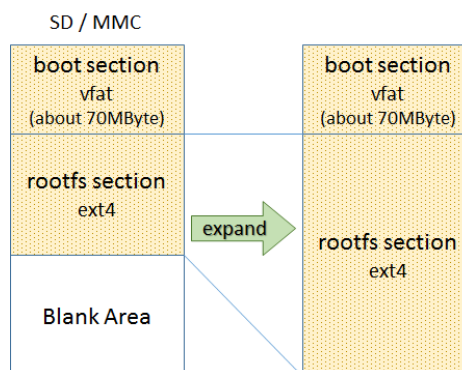 SD / MMC
boot section
vfat
(about 70MByte)
rootfs section
ext4
Blank Area
expand
boot section
vfat
(about 70MByte)
rootfs section
ext4